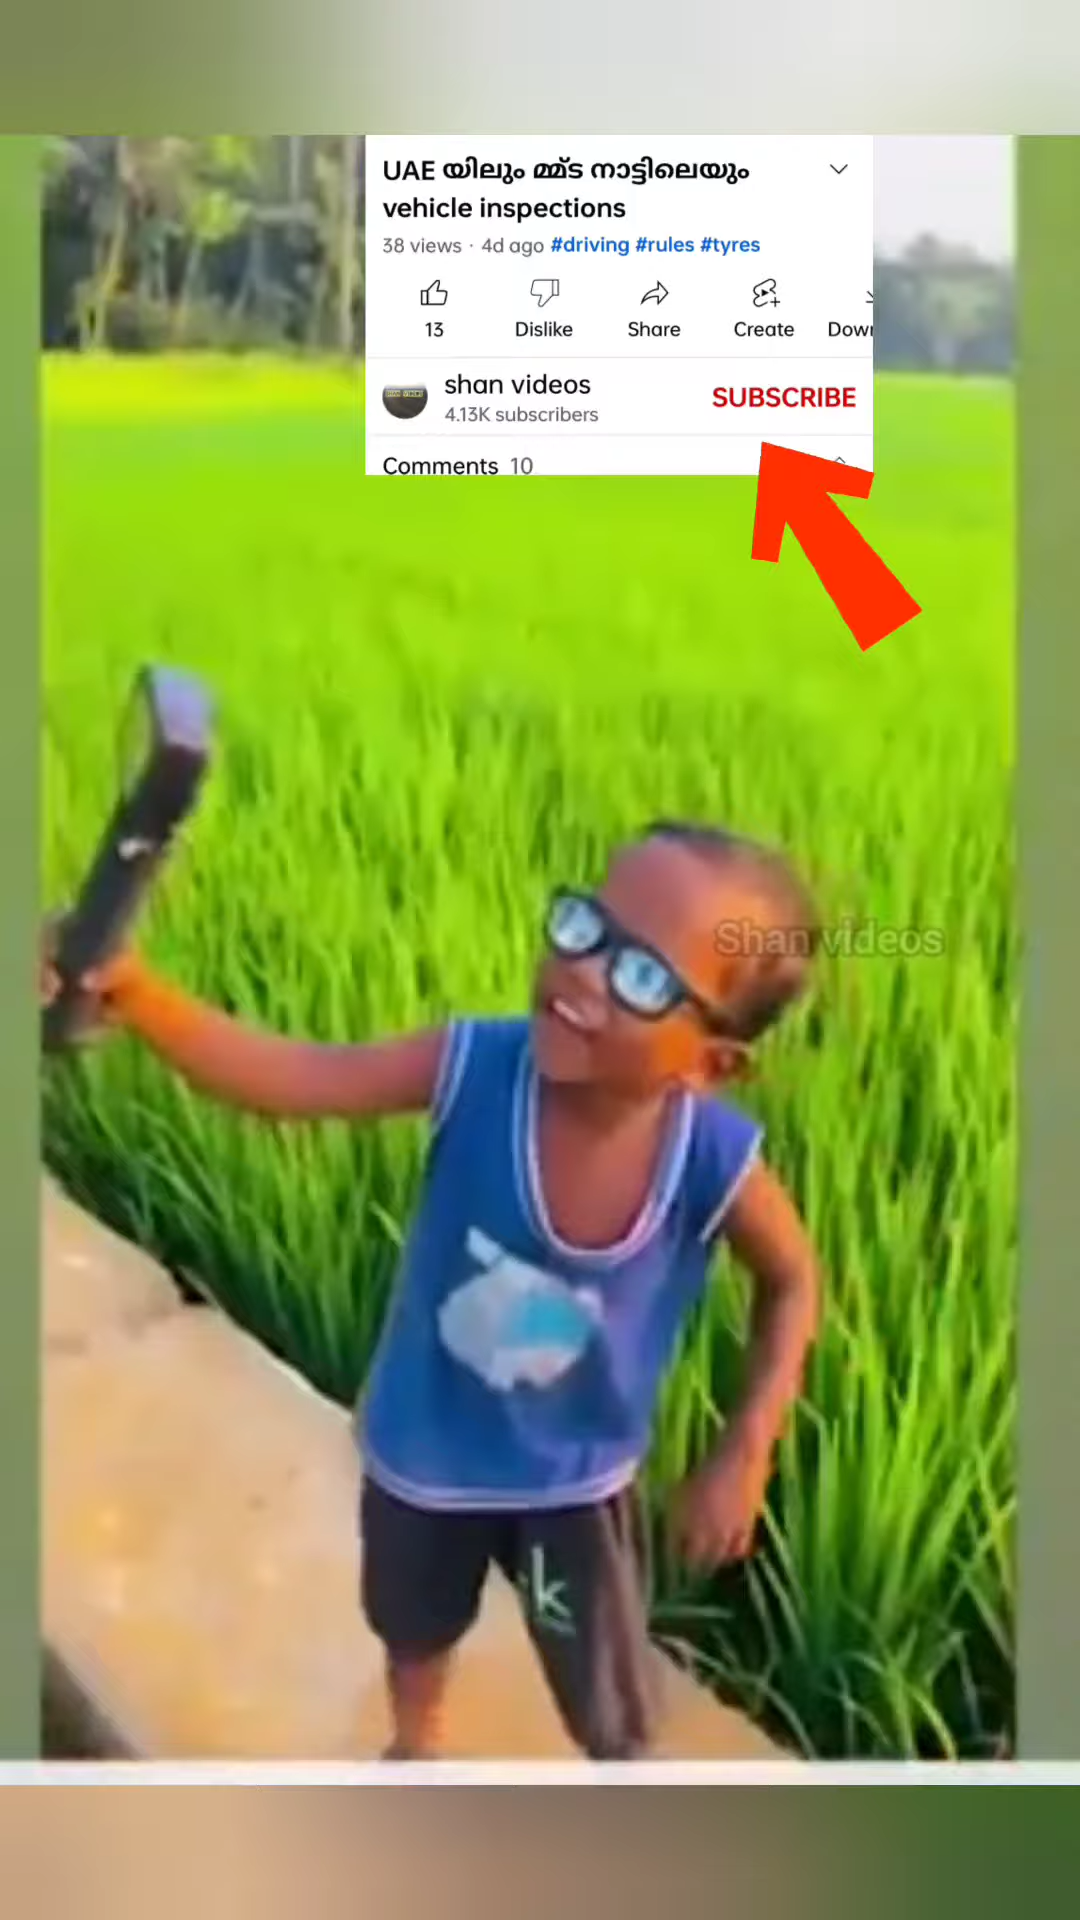 UAE യിലും മ്മ്ട നാട്ടിലെയും
vehicle inspections
38 views · 4d ago #driving #rules #tyres
13 Dislike Share Create Down
shan videos
4.13K subscribers
SUBSCRIBE
Comments 10
Shan videos
k